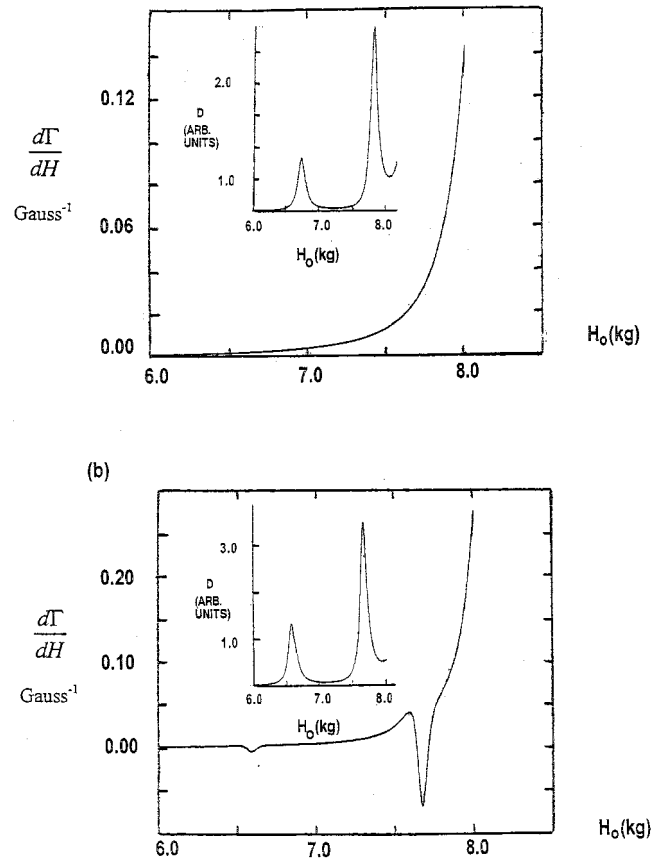 0.12
0.06
0.00
dΓ
dH
Gauss⁻¹
6.0
7.0
8.0
H₀(kg)
2.0
1.0
D
(ARB.
UNITS)
6.0
7.0
8.0
H₀(kg)
(b)
0.20
0.10
0.00
dΓ
dH
Gauss⁻¹
6.0
7.0
8.0
H₀(kg)
3.0
1.0
D
(ARB.
UNITS)
6.0
7.0
8.0
H₀(kg)